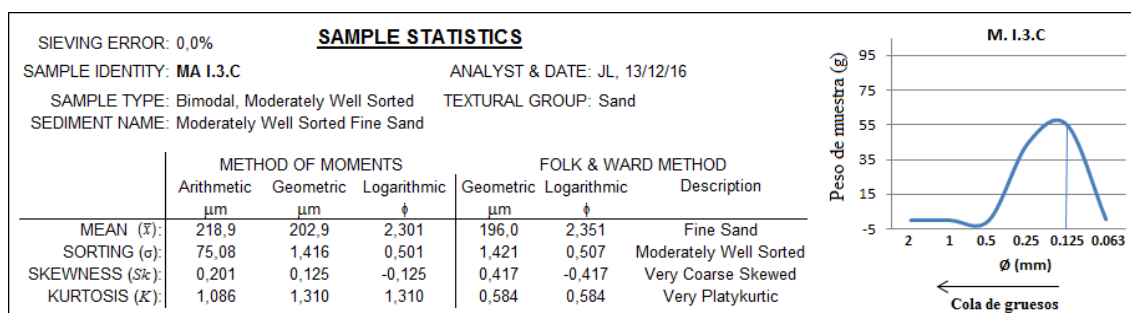 SAMPLE STATISTICS
SIEVING ERROR: 0,0%
SAMPLE IDENTITY: MA I.3.C ANALYST & DATE: JL, 13/12/16
SAMPLE TYPE: Bimodal, Moderately Well Sorted TEXTURAL GROUP: Sand
SEDIMENT NAME: Moderately Well Sorted Fine Sand
METHOD OF MOMENTS FOLK & WARD METHOD
Arithmetic Geometric Logarithmic Geometric Logarithmic Description
μm μm ϕ μm ϕ
MEAN (x̄): 218,9 202,9 2,301 196,0 2,351 Fine Sand
SORTING (σ): 75,08 1,416 0,501 1,421 0,507 Moderately Well Sorted
SKEWNESS (Sk): 0,201 0,125 -0,125 0,417 -0,417 Very Coarse Skewed
KURTOSIS (K): 1,086 1,310 1,310 0,584 0,584 Very Platykurtic
M. I.3.C
Peso de muestra (g)
95
75
55
35
15
-5
2 1 0.5 0.25 0.125 0.063
Ø (mm)
Cola de gruesos